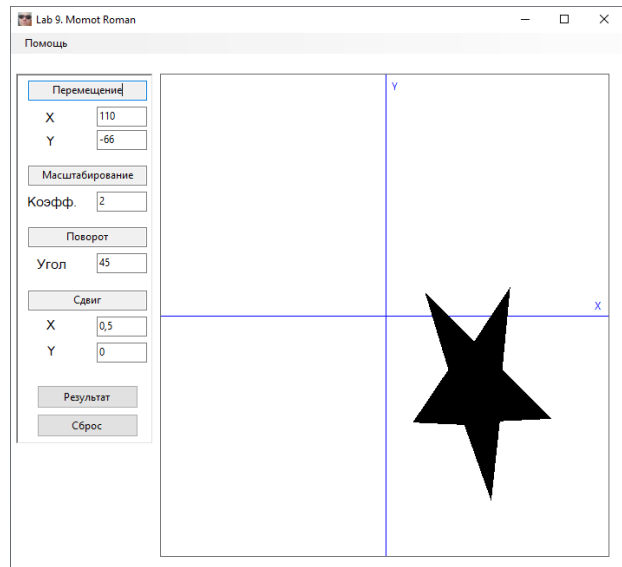 Lab 9. Momot Roman
Помощь
Перемещение
X 110
Y -66
Масштабирование
Коэфф. 2
Поворот
Угол 45
Сдвиг
X 0,5
Y 0
Результат
Сброс
Y
X